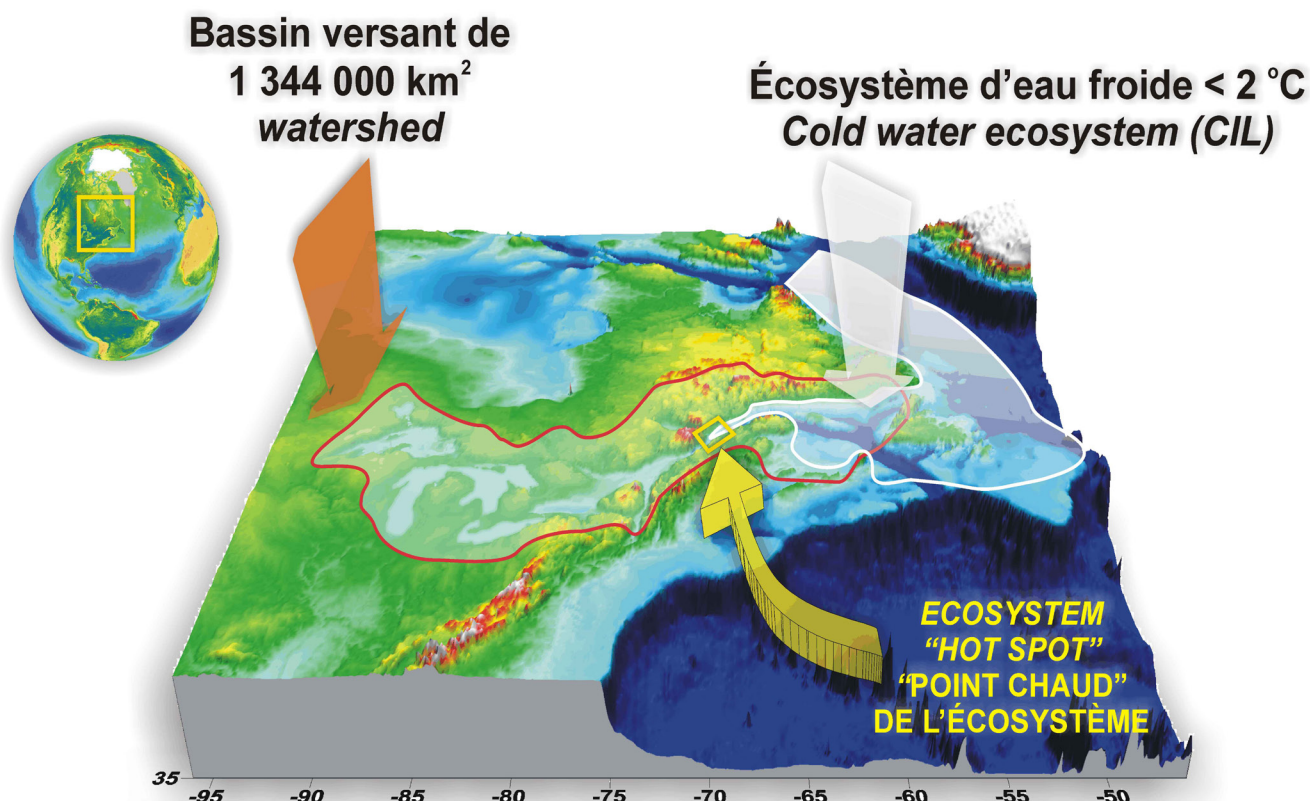 Bassin versant de
1 344 000 km²
watershed
Écosystème d'eau froide < 2 °C
Cold water ecosystem (CIL)
ECOSYSTEM
“HOT SPOT”
“POINT CHAUD”
DE L'ÉCOSYSTÈME
35
-95 -90 -85 -80 -75 -70 -65 -60 -55 -50